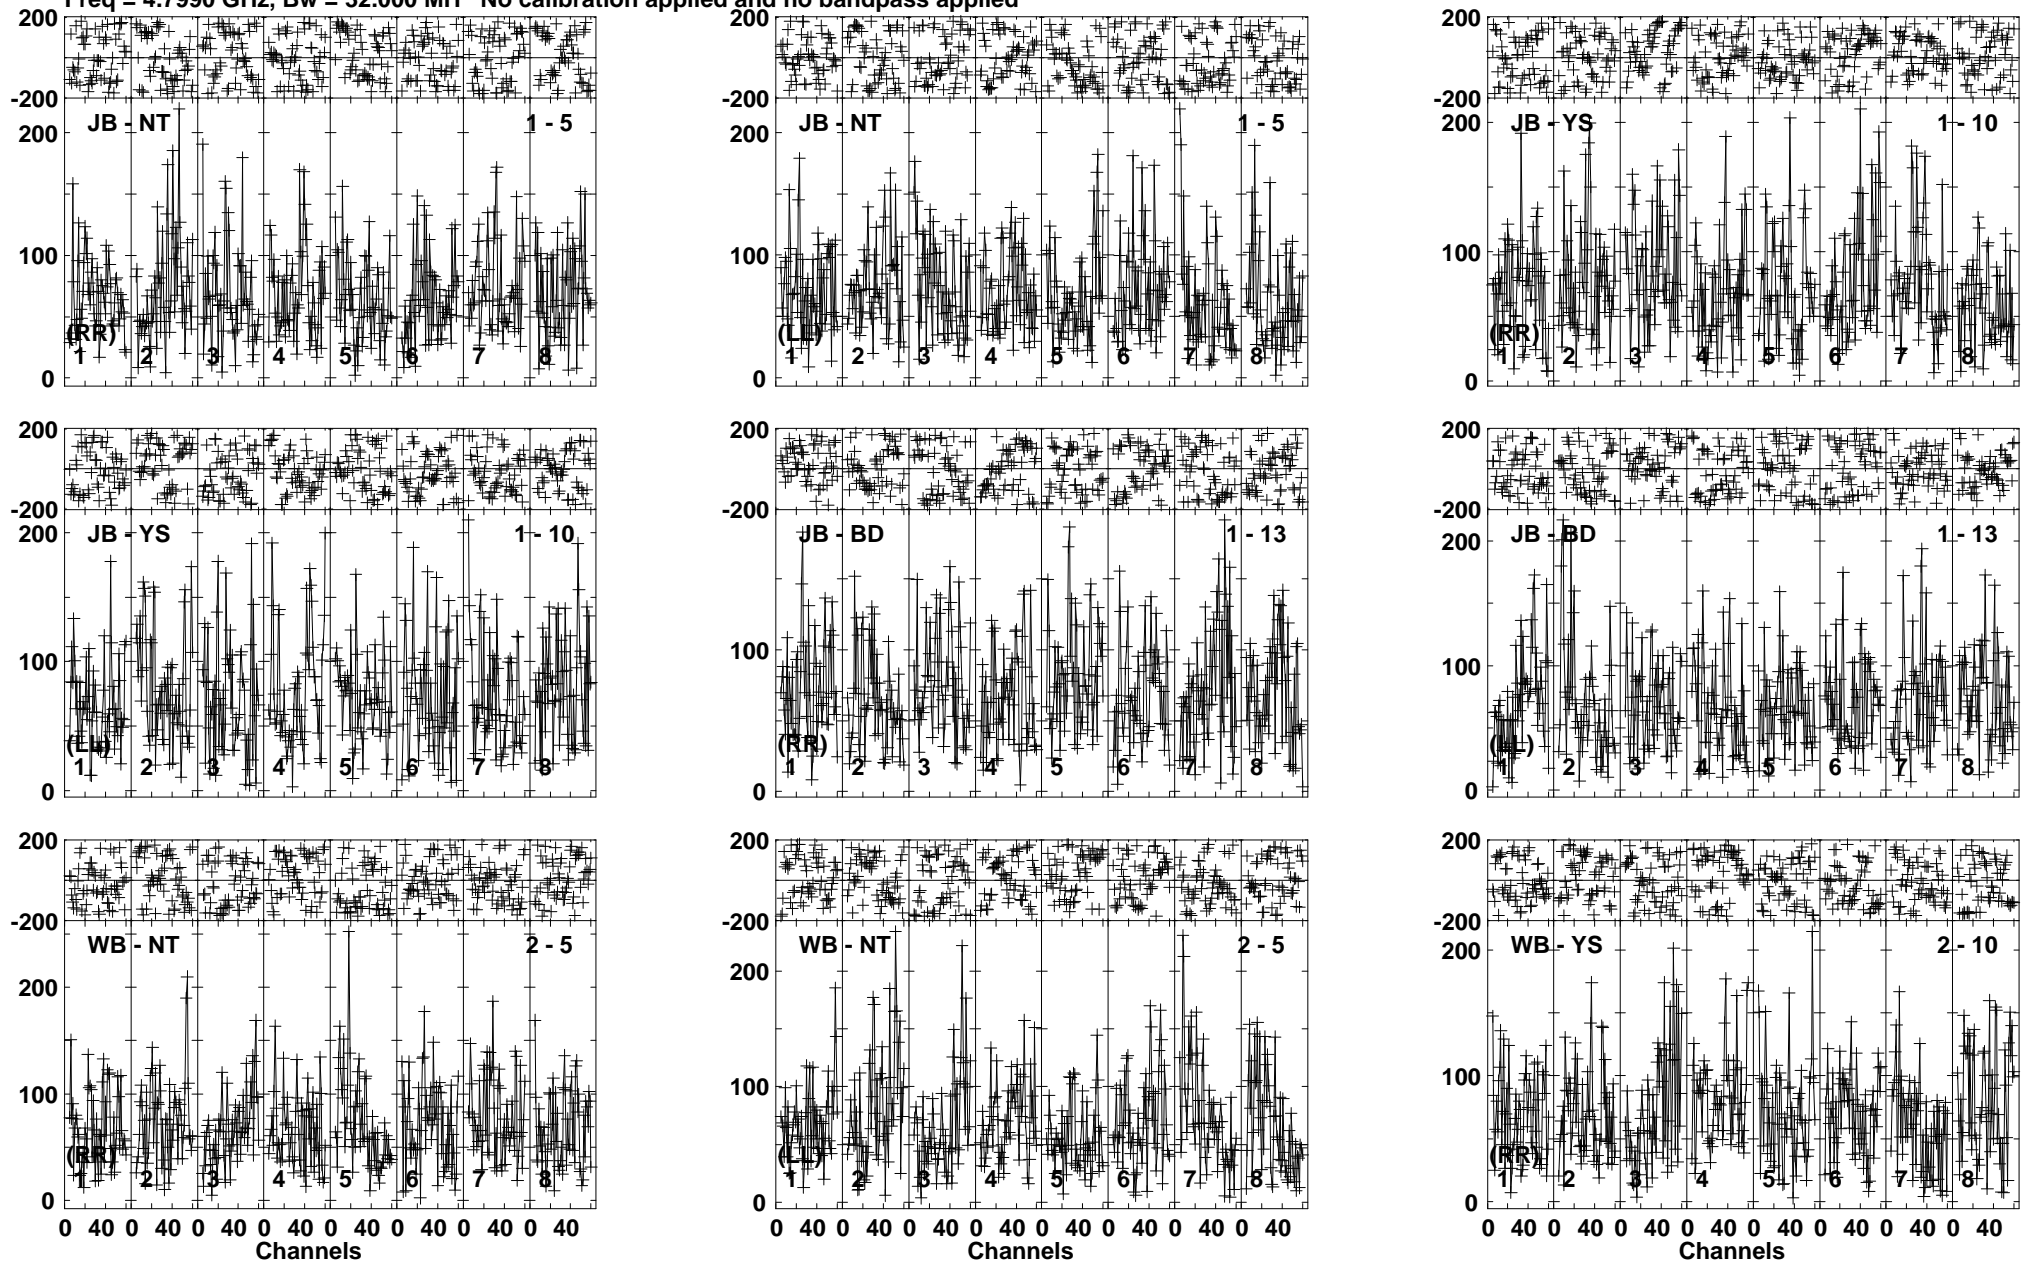 Freq = 4.7990 GHz, Bw = 32.000 MH No calibration applied and no bandpass applied
200 200 200
-200 -200 -200
JB - NT 1 - 5 JB - NT 1 - 5 JB - YS 1 - 10
200 200 200
100 100 100
(RR) (LL) (RR)
1 2 3 4 5 6 7 8 1 2 3 4 5 6 7 8 1 2 3 4 5 6 7 8
0 0 0
200 200 200
-200 -200 -200
JB - YS 1 - 10 JB - BD 1 - 13 JB - BD 1 - 13
200 200
100 100 100
(LL) (RR) (LL)
1 2 3 4 5 6 7 8 1 2 3 4 5 6 7 8 1 2 3 4 5 6 7 8
0 0 0
200 200 200
-200 -200 -200
WB - NT 2 - 5 WB - NT 2 - 5 WB - YS 2 - 10
200 200 200
100 100 100
(RR) (LL) (RR)
1 2 3 4 5 6 7 8 1 2 3 4 5 6 7 8 1 2 3 4 5 6 7 8
0 0 0
0 40 0 40 0 40 0 40 0 40 0 40 0 40 0 40 0 40 0 40 0 40 0 40 0 40 0 40 0 40 0 40 0 40 0 40 0 40 0 40 0 40 0 40 0 40 0 40
Channels Channels Channels